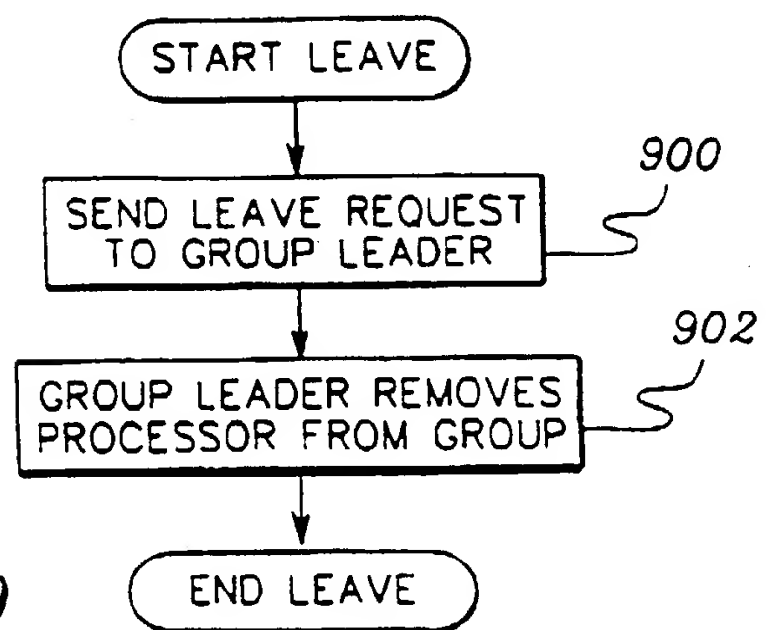 START LEAVE
900
SEND LEAVE REQUEST
TO GROUP LEADER
902
GROUP LEADER REMOVES
PROCESSOR FROM GROUP
END LEAVE